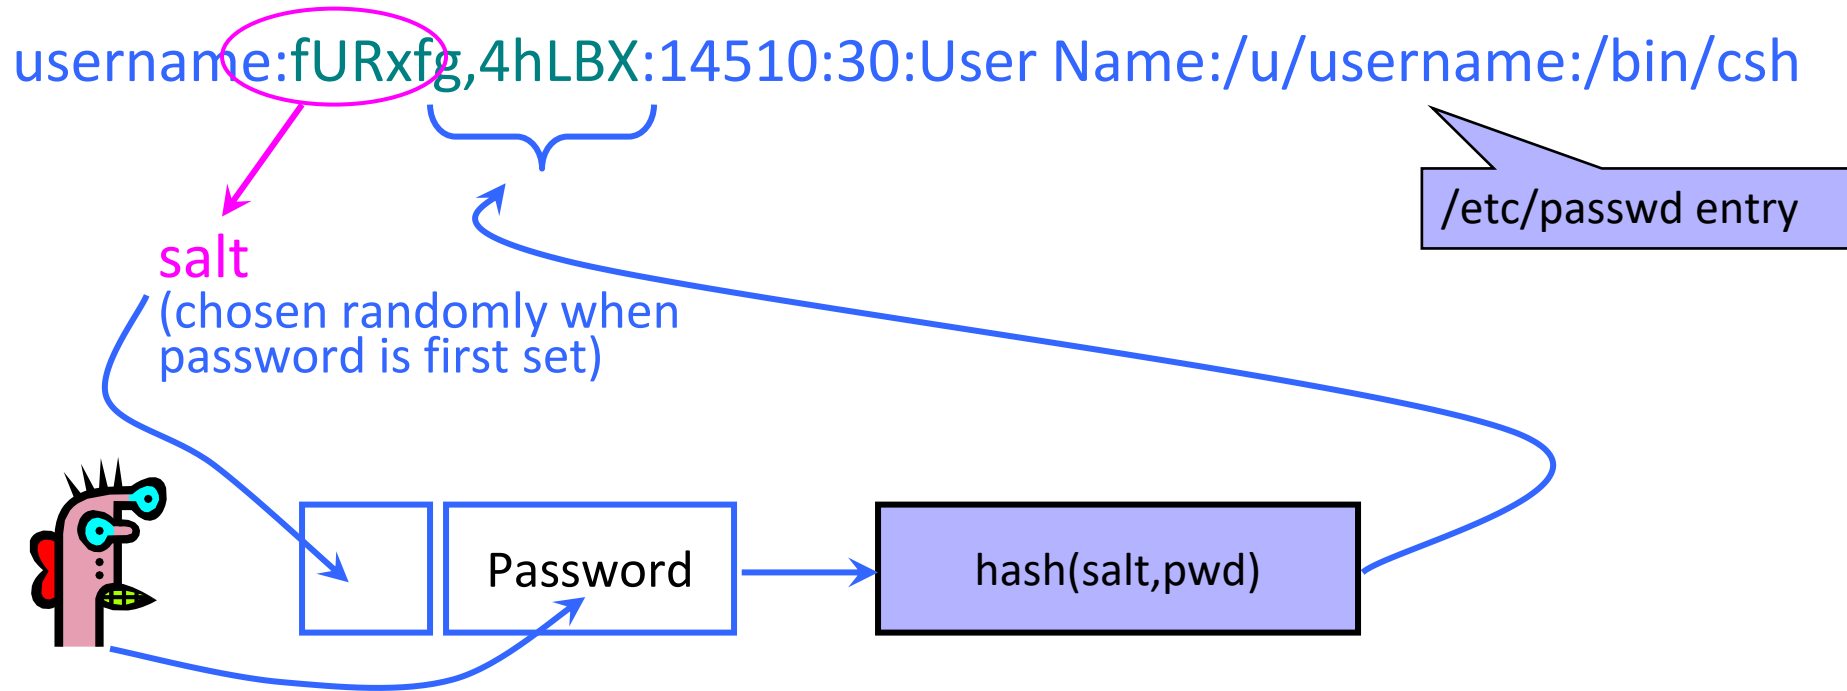 username:fURxfg,4hLBX:14510:30:User Name:/u/username:/bin/csh
/etc/passwd entry
salt
(chosen randomly when
password is first set)
Password
hash(salt,pwd)